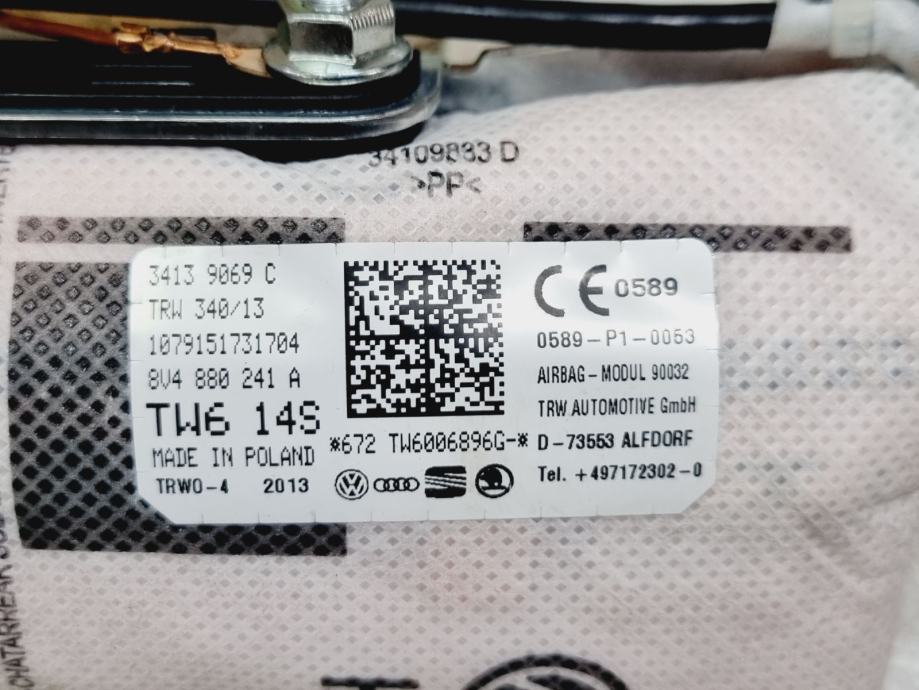 34109833 D
>PP<
3413 9069 C
TRW 340/13
1079151731704
8V4 880 241 A
TW6 14S
MADE IN POLAND
TRWO-4 2013
*672 TW6006896G-*
CE 0589
0589-P1-0053
AIRBAG-MODUL 90032
TRW AUTOMOTIVE GmbH
D-73553 ALFDORF
Tel. +497172302-0